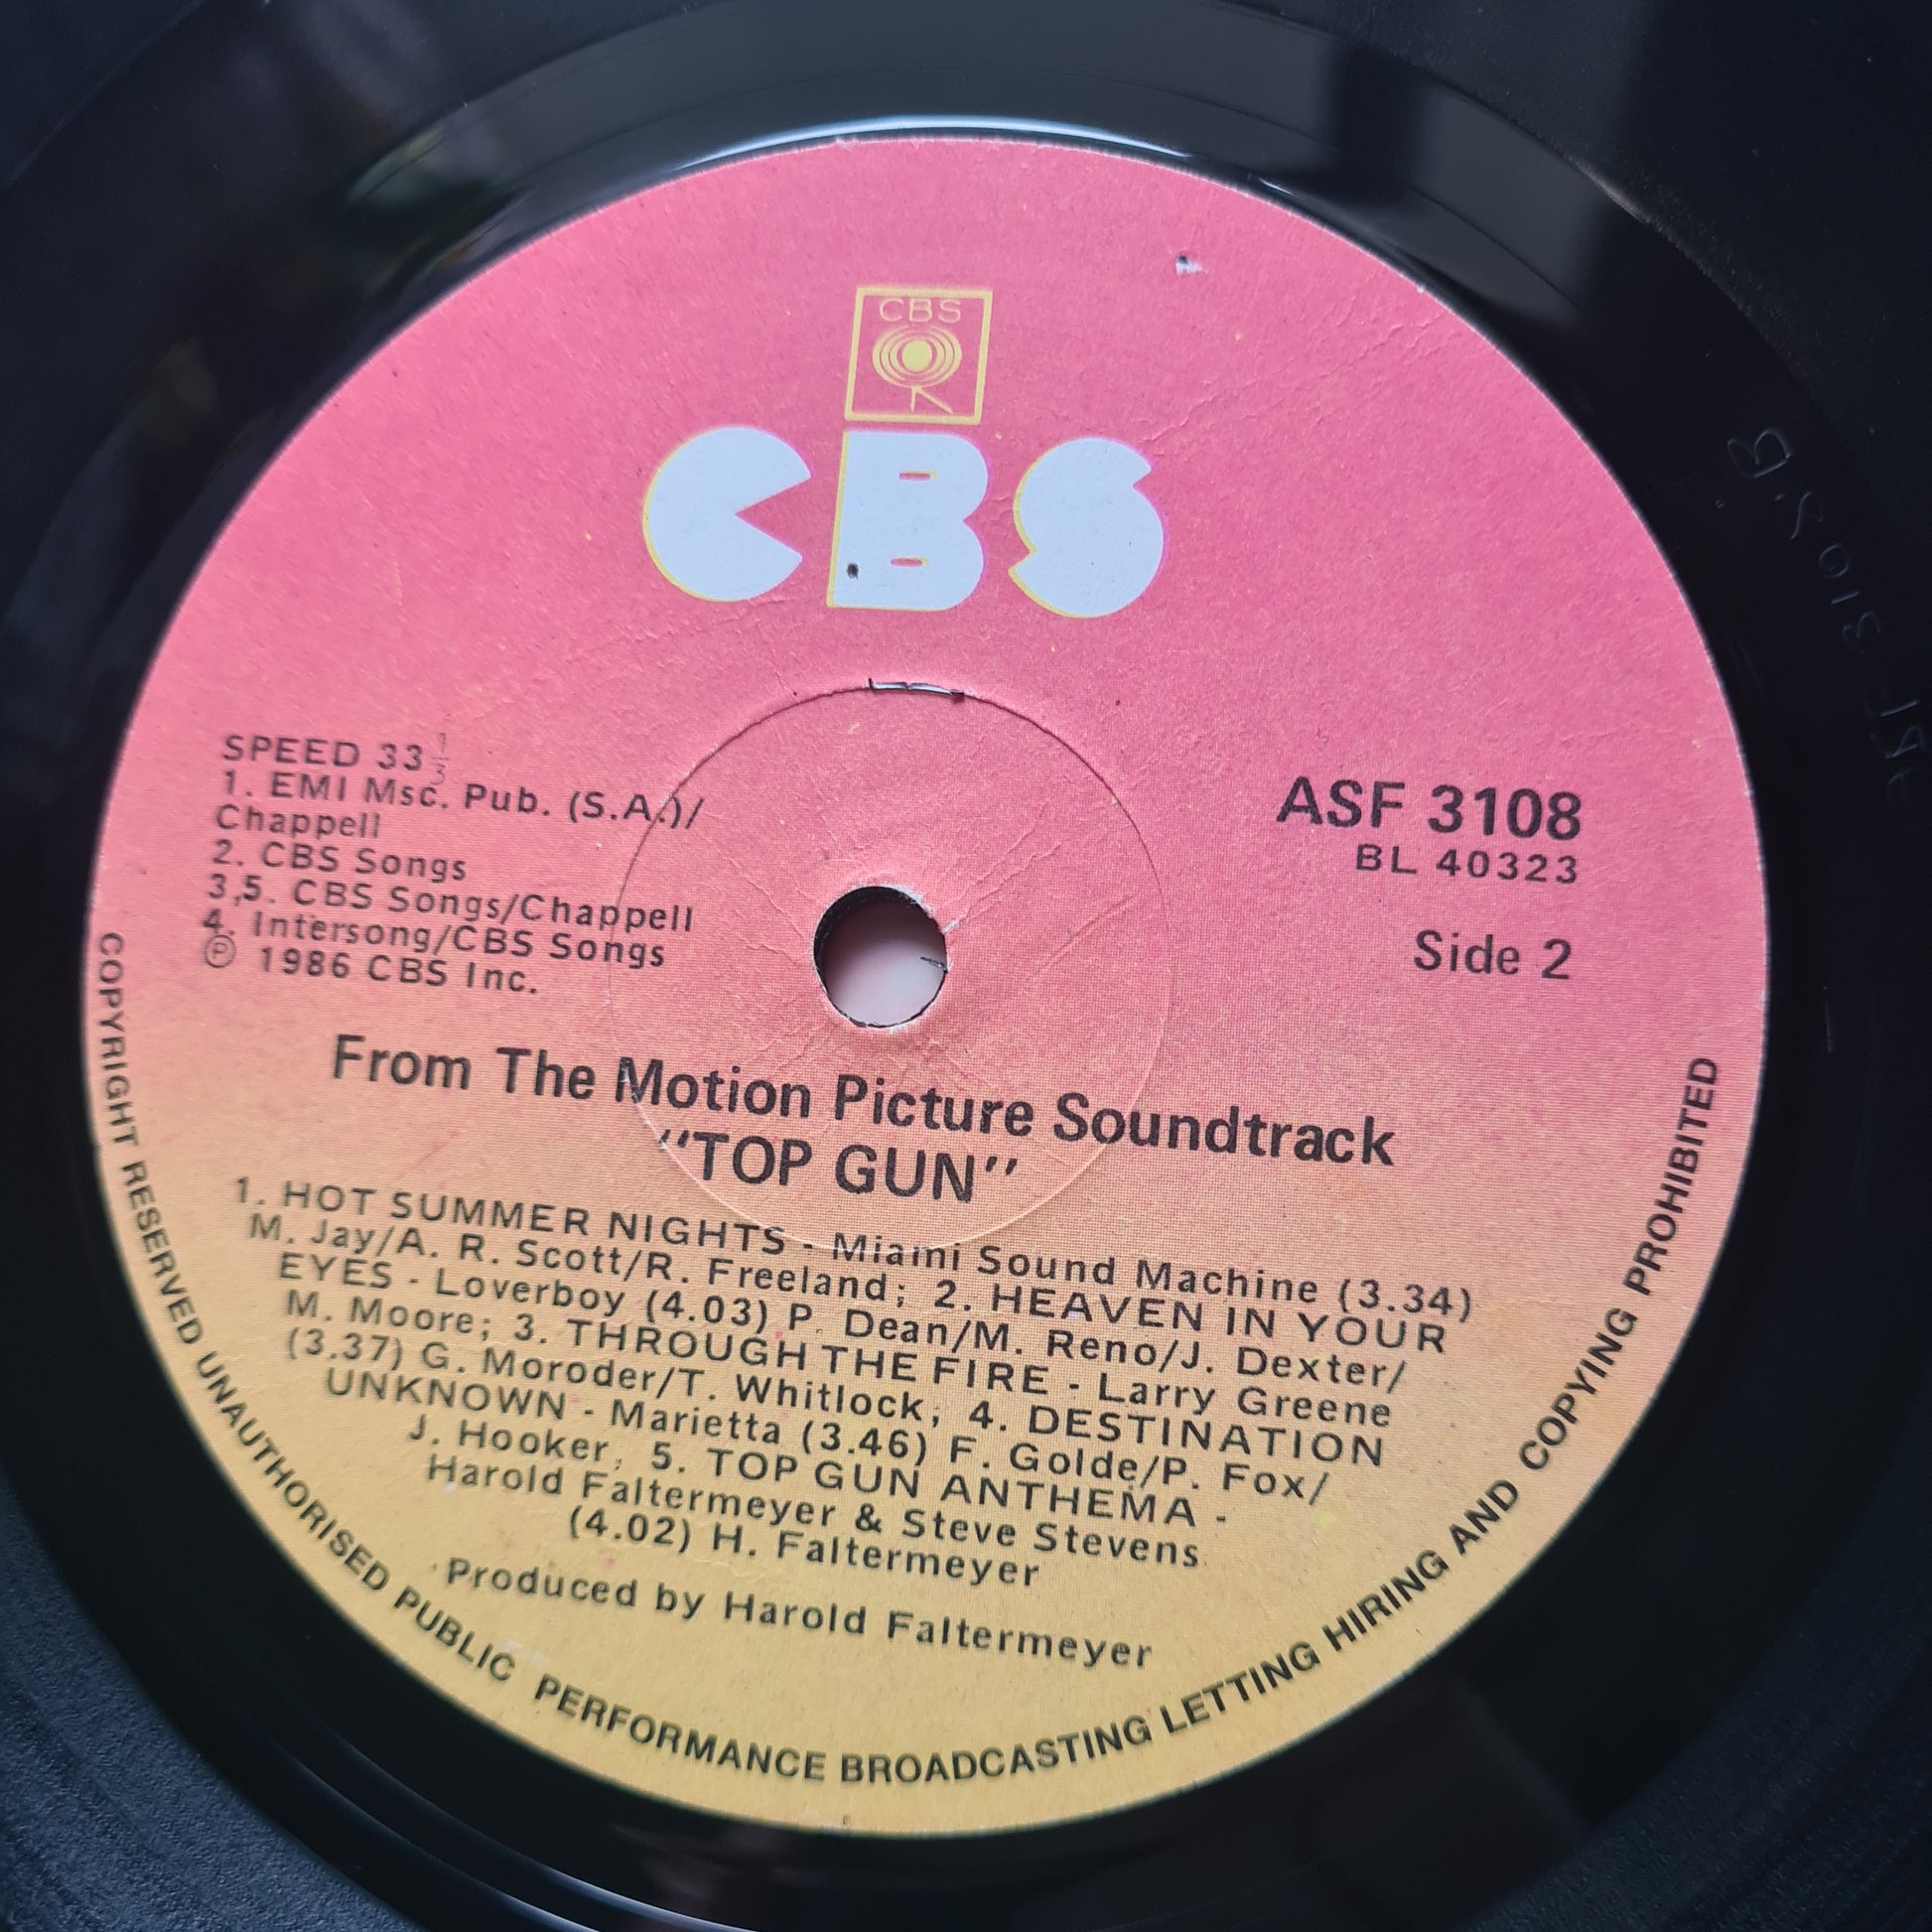 CBS
CBS
SPEED 33 1/3
1. EMI Msc. Pub. (S.A.)/
Chappell
2. CBS Songs
3,5. CBS Songs/Chappell
4. Intersong/CBS Songs
Ⓟ 1986 CBS Inc.
ASF 3108
BL 40323
Side 2
From The Motion Picture Soundtrack
"TOP GUN"
1. HOT SUMMER NIGHTS - Miami Sound Machine (3.34)
M. Jay/A. R. Scott/R. Freeland; 2. HEAVEN IN YOUR
EYES - Loverboy (4.03) P. Dean/M. Reno/J. Dexter/
M. Moore; 3. THROUGH THE FIRE - Larry Greene
(3.37) G. Moroder/T. Whitlock; 4. DESTINATION
UNKNOWN - Marietta (3.46) F. Golde/P. Fox/
J. Hooker; 5. TOP GUN ANTHEMA -
Harold Faltermeyer & Steve Stevens
(4.02) H. Faltermeyer
Produced by Harold Faltermeyer
COPYRIGHT RESERVED UNAUTHORISED PUBLIC PERFORMANCE BROADCASTING LETTING HIRING AND COPYING PROHIBITED